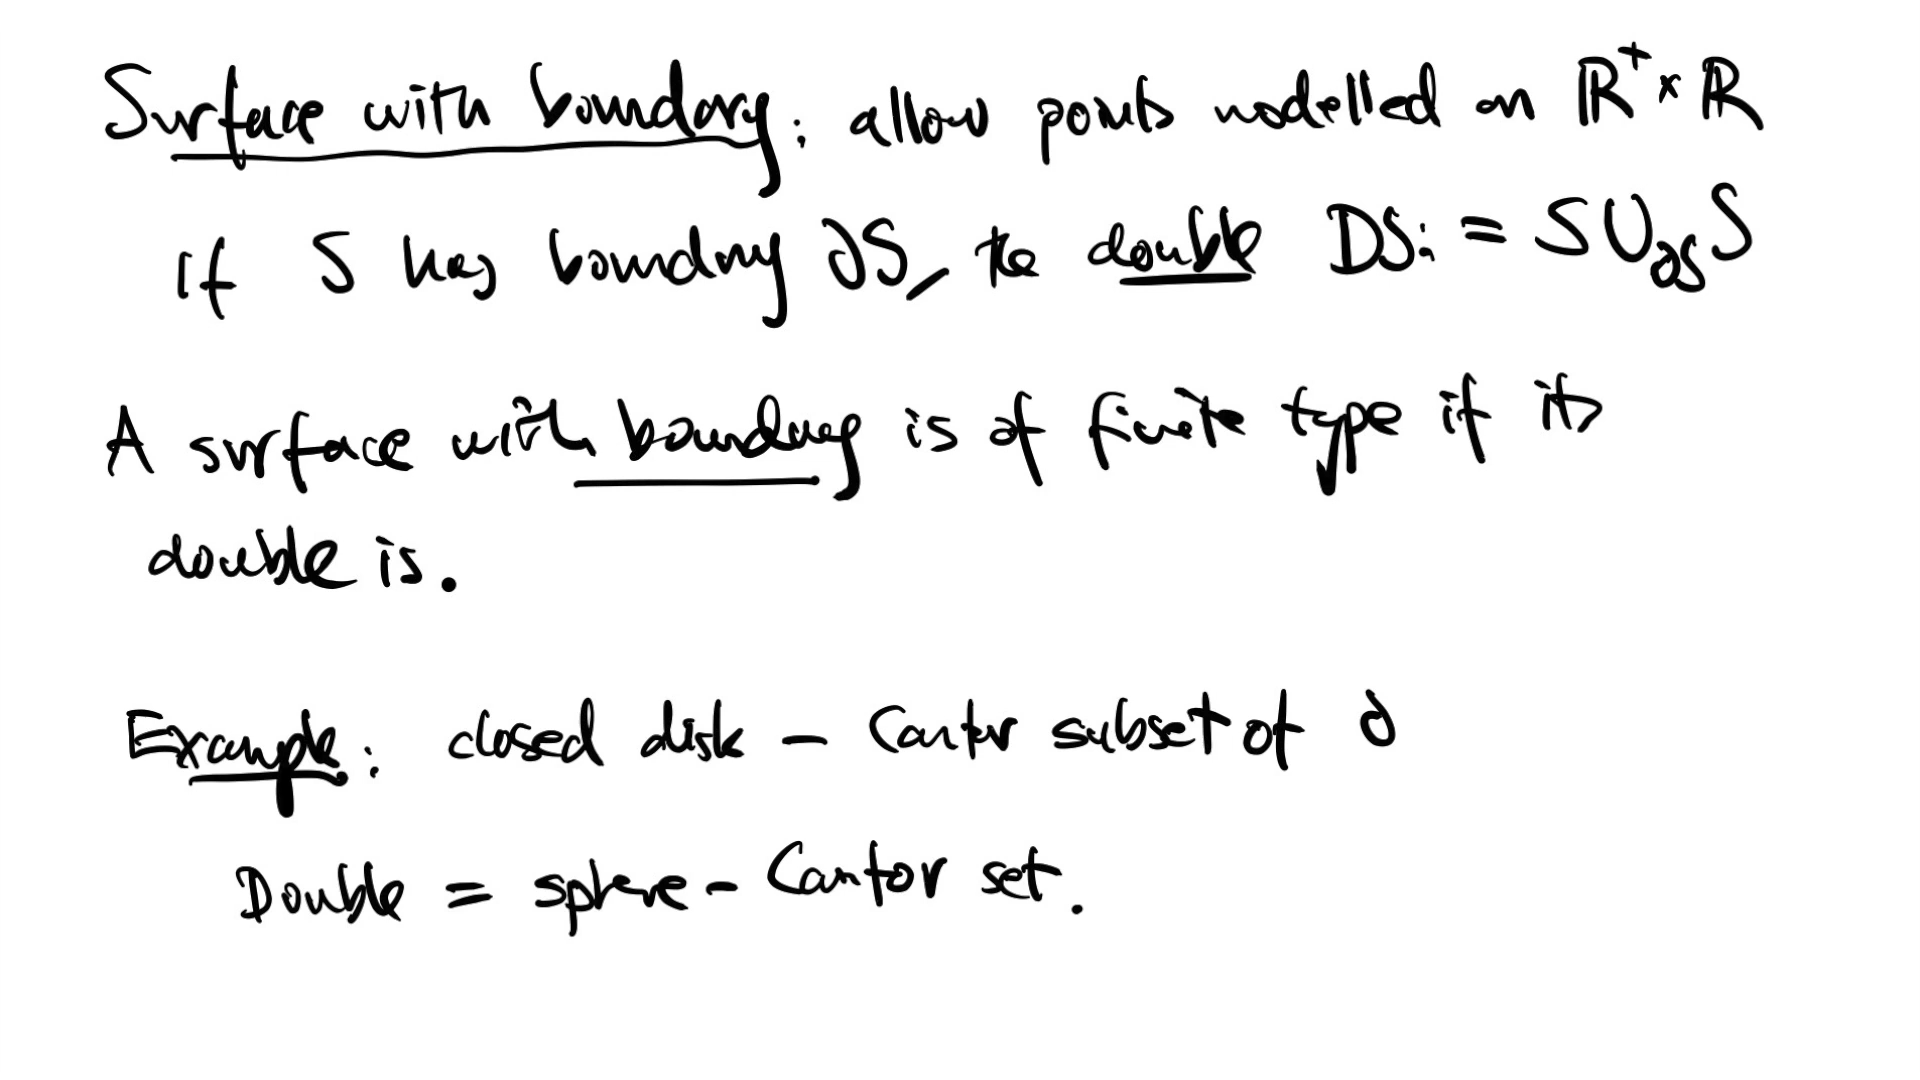 Surface with boundary: allow points modelled on ℝ⁺ × ℝ
if S has boundary ∂S, the double DS := S ∪_∂S S
A surface with boundary is of finite type if its
double is.
Example: closed disk – Cantor subset of ∂
Double = sphere – Cantor set.